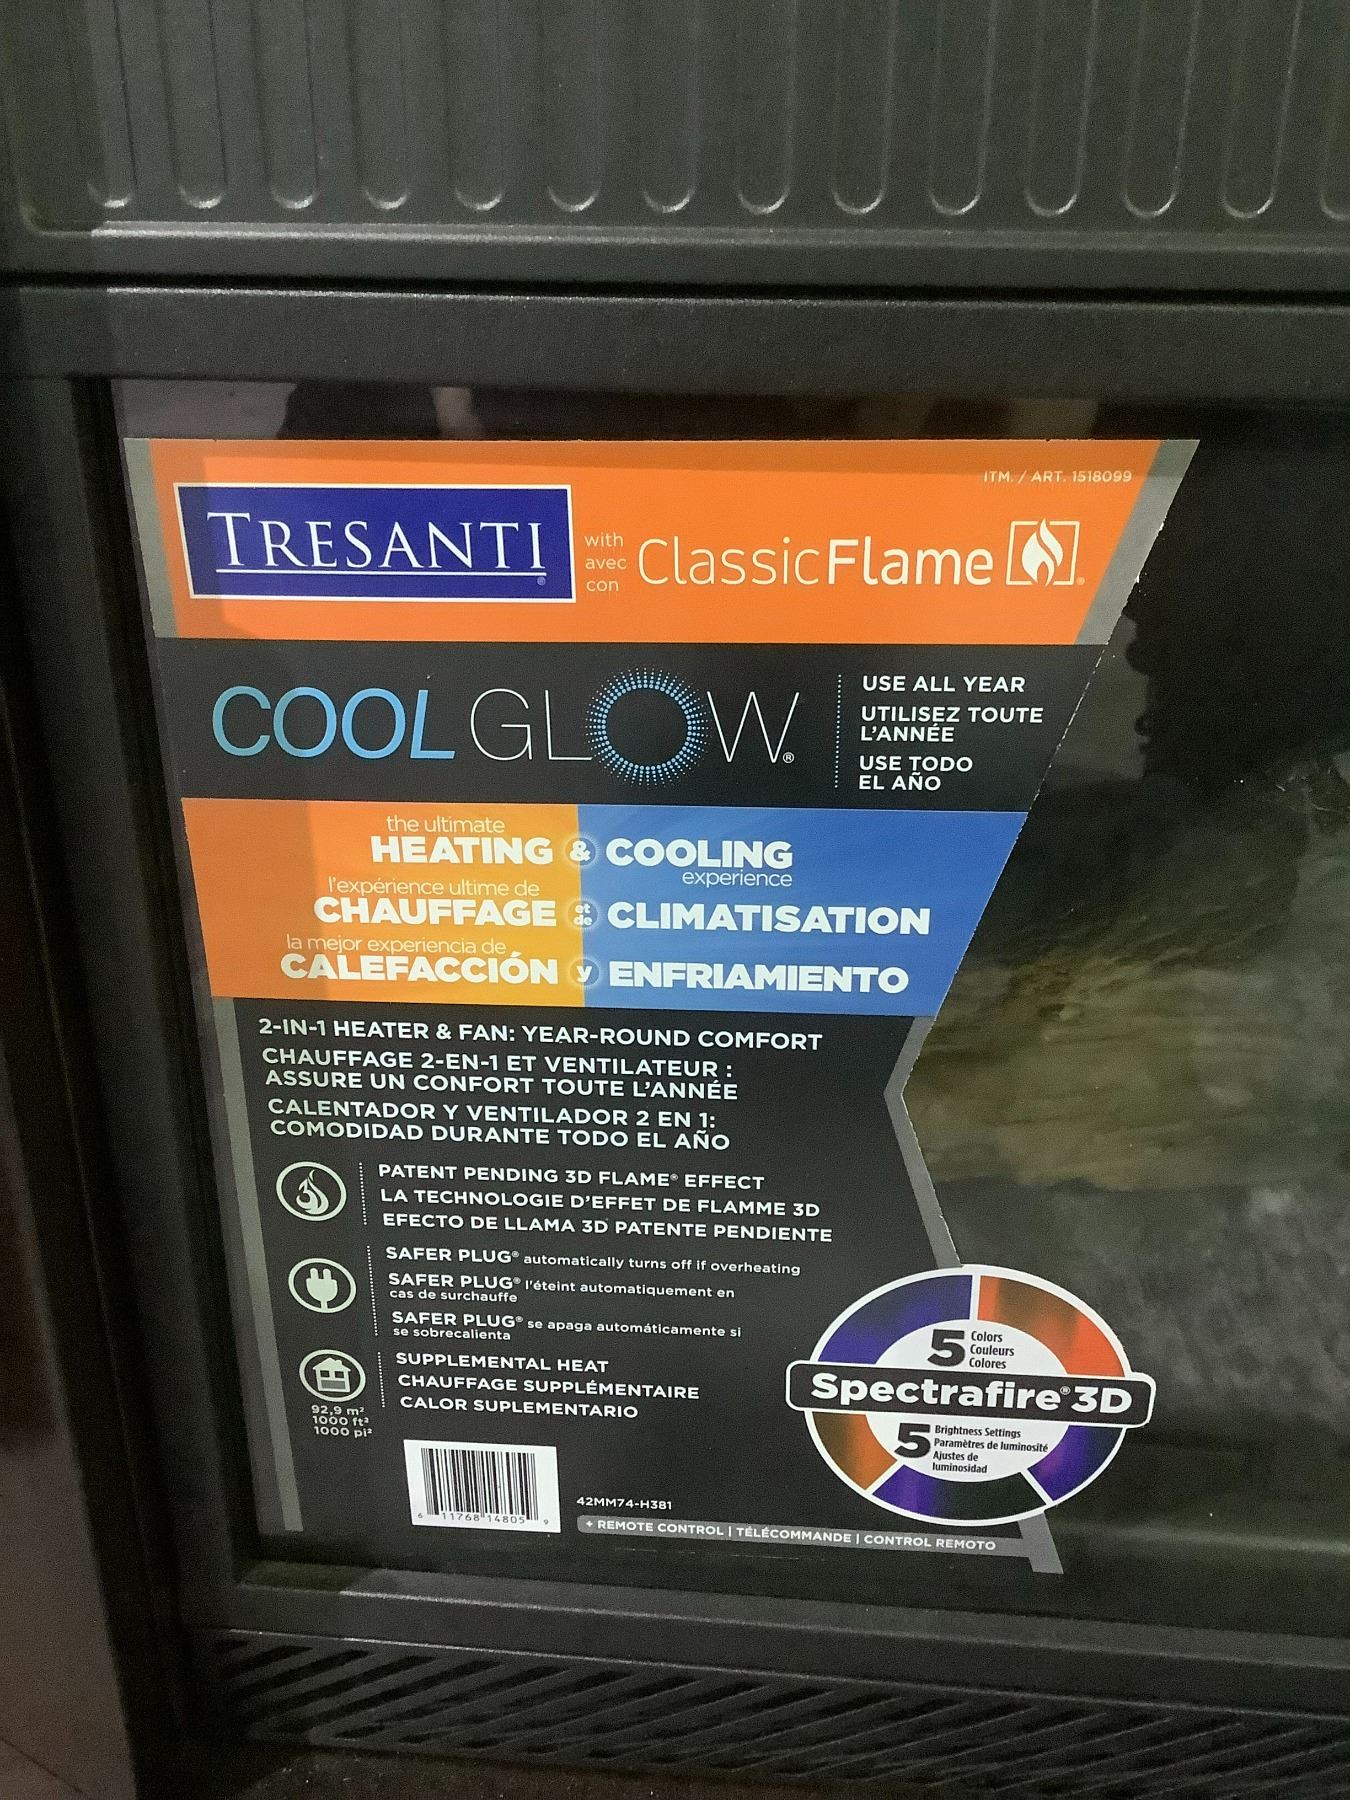 ITM. / ART. 1518099
TRESANTI®
with
avec
con
ClassicFlame®
COOLGLOW®
USE ALL YEAR
UTILISEZ TOUTE
L'ANNÉE
USE TODO
EL AÑO
the ultimate
HEATING & COOLING
experience
l'expérience ultime de
CHAUFFAGE et de CLIMATISATION
la mejor experiencia de
CALEFACCIÓN y ENFRIAMIENTO
2-IN-1 HEATER & FAN: YEAR-ROUND COMFORT
CHAUFFAGE 2-EN-1 ET VENTILATEUR :
ASSURE UN CONFORT TOUTE L'ANNÉE
CALENTADOR Y VENTILADOR 2 EN 1:
COMODIDAD DURANTE TODO EL AÑO
PATENT PENDING 3D FLAME® EFFECT
LA TECHNOLOGIE D'EFFET DE FLAMME 3D
EFECTO DE LLAMA 3D PATENTE PENDIENTE
SAFER PLUG® automatically turns off if overheating
SAFER PLUG® l'éteint automatiquement en
cas de surchauffe
SAFER PLUG® se apaga automáticamente si
se sobrecalienta
SUPPLEMENTAL HEAT
CHAUFFAGE SUPPLÉMENTAIRE
CALOR SUPLEMENTARIO
92,9 m²
1000 ft²
1000 pi²
5 Colors
Couleurs
Colores
Spectrafire® 3D
5 Brightness Settings
Paramètres de luminosité
Ajustes de
luminosidad
6 11768 14805 9
42MM74-H381
+ REMOTE CONTROL | TÉLÉCOMMANDE | CONTROL REMOTO